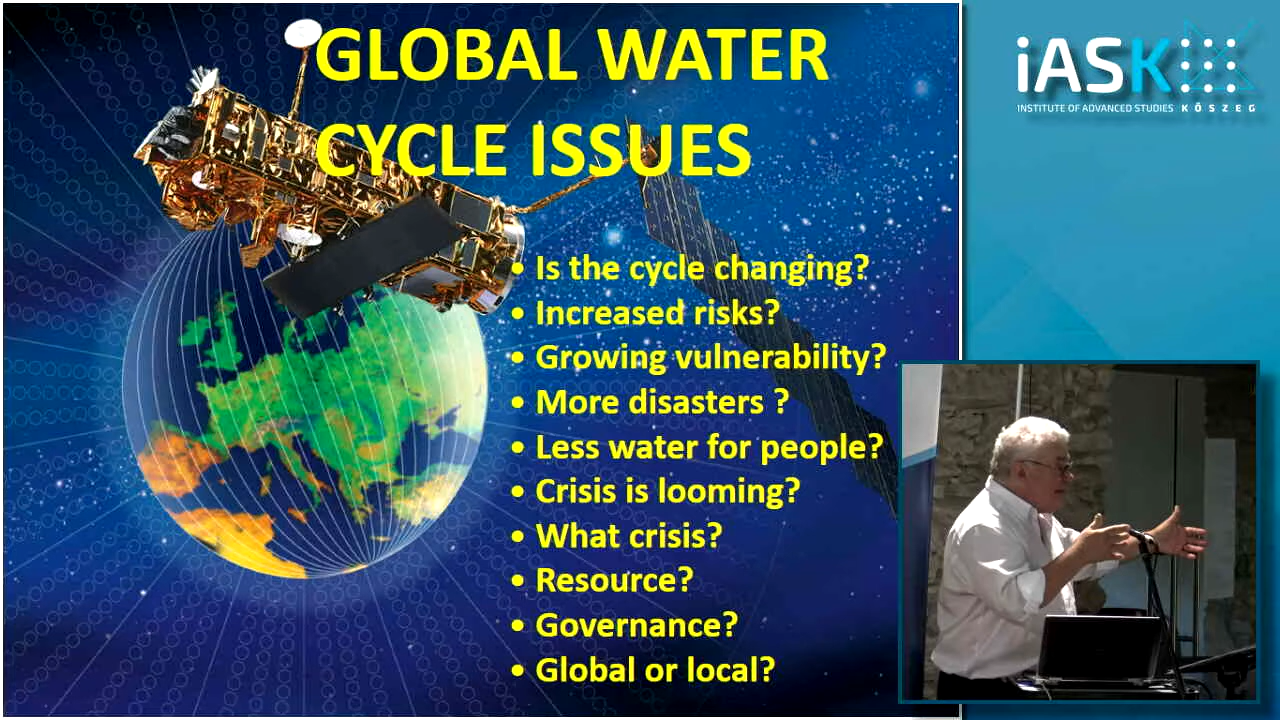 GLOBAL WATER
CYCLE ISSUES
• Is the cycle changing?
• Increased risks?
• Growing vulnerability?
• More disasters ?
• Less water for people?
• Crisis is looming?
• What crisis?
• Resource?
• Governance?
• Global or local?
iASK
INSTITUTE OF ADVANCED STUDIES KŐSZEG